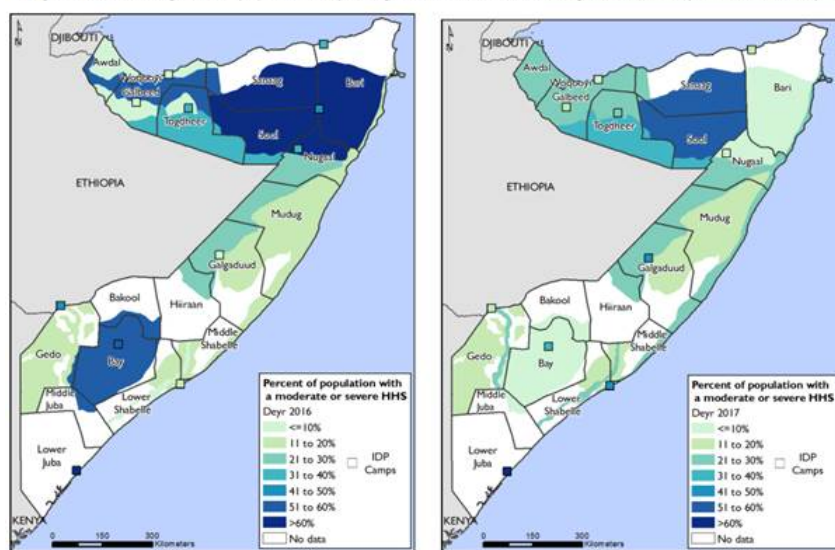 N
DJIBOUTI
Awdal
Woqooyi
Galbeed
Togdheer
Sanaag
Bari
Sool
Nugaal
ETHIOPIA
Mudug
Galgaduud
Bakool
Hiiraan
Gedo
Bay
Middle
Shabelle
Middle
Juba
Lower
Shabelle
Lower
Juba
KENYA
0 75 150 300
Kilometers
Percent of population with
a moderate or severe HHS
Deyr 2016
<=10%
11 to 20%
21 to 30%
31 to 40%
41 to 50%
51 to 60%
>60%
No data
IDP
Camps
N
DJIBOUTI
Awdal
Woqooyi
Galbeed
Togdheer
Sanaag
Bari
Sool
Nugaal
ETHIOPIA
Mudug
Galgaduud
Bakool
Hiiraan
Gedo
Bay
Middle
Shabelle
Middle
Juba
Lower
Shabelle
Lower
Juba
KENYA
0 75 150 300
Kilometers
Percent of population with
a moderate or severe HHS
Deyr 2017
<=10%
11 to 20%
21 to 30%
31 to 40%
41 to 50%
51 to 60%
>60%
No data
IDP
Camps